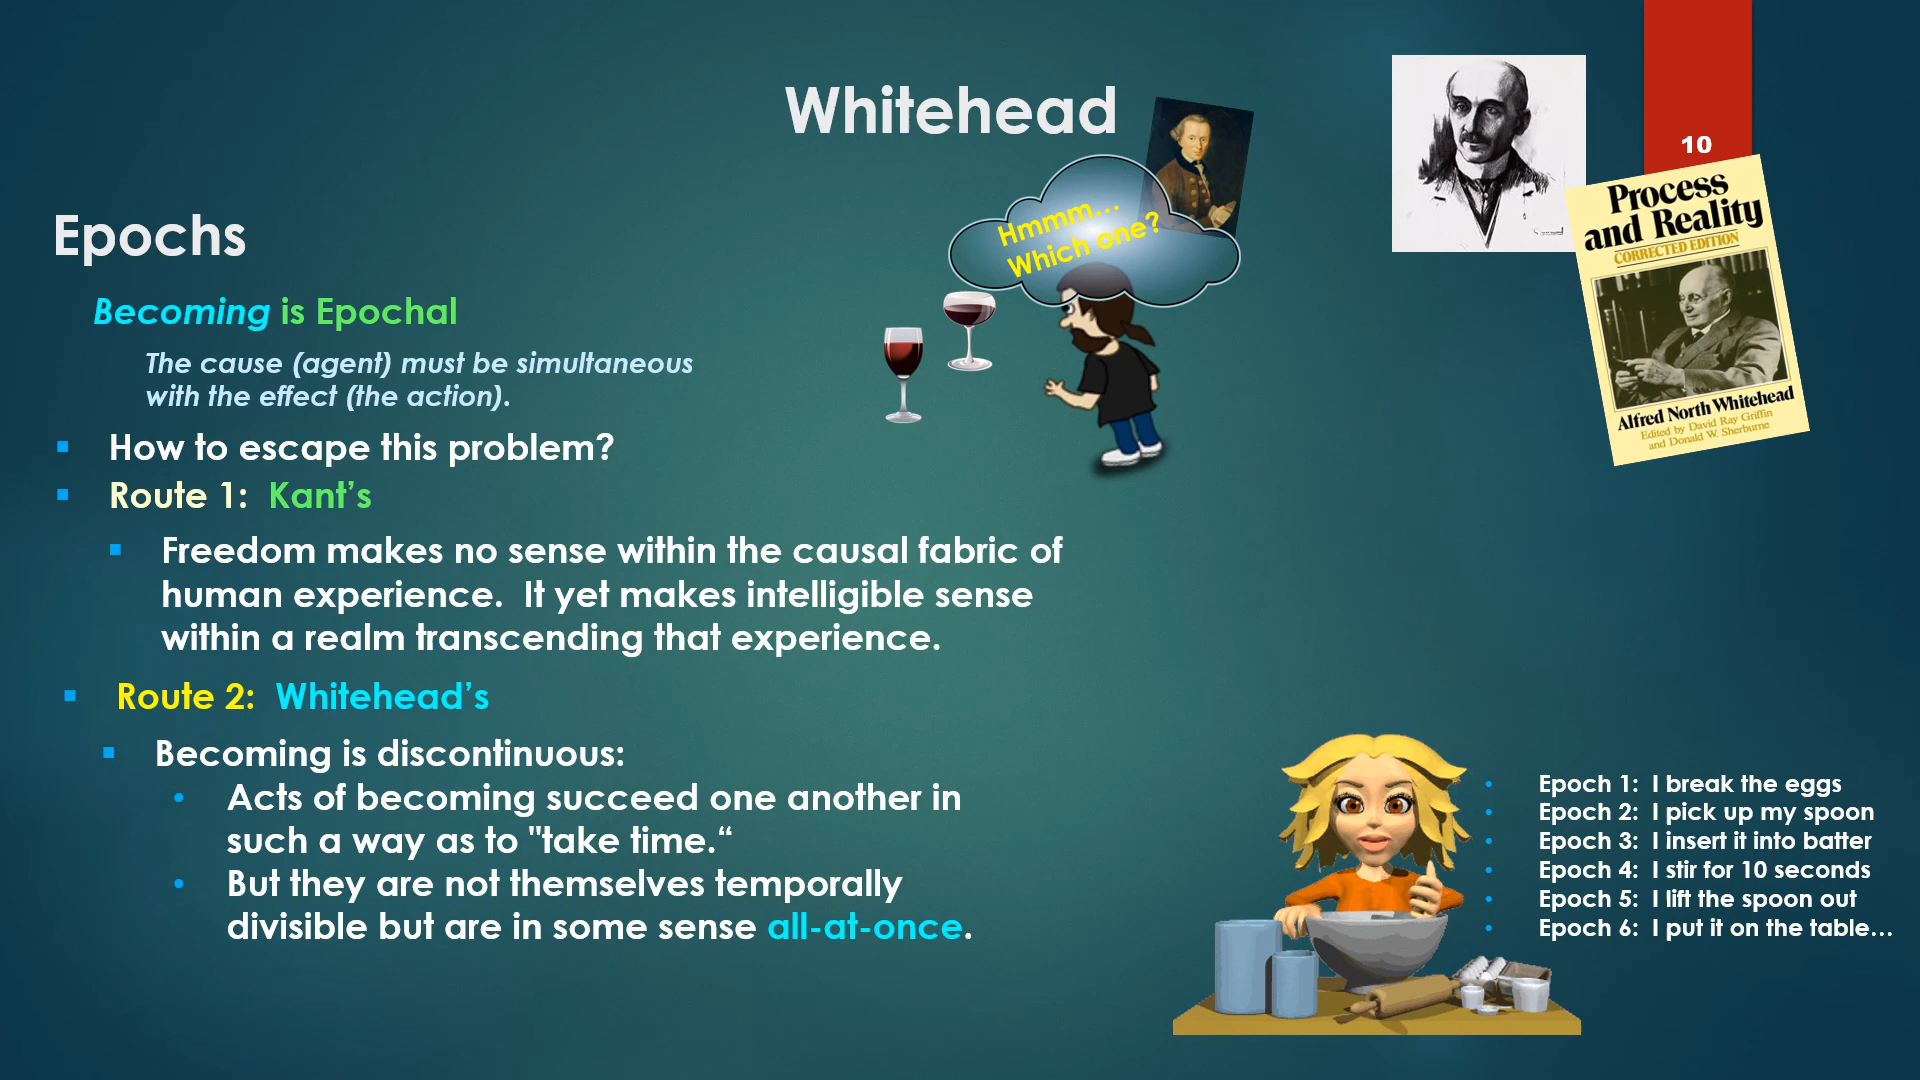 Whitehead
10
Hmmm...
Which one?
Process
and Reality
CORRECTED EDITION
Alfred North Whitehead
Edited by David Ray Griffin
and Donald W. Sherburne
Epochs
Becoming is Epochal
The cause (agent) must be simultaneous
with the effect (the action).
How to escape this problem?
Route 1: Kant’s
Freedom makes no sense within the causal fabric of
human experience. It yet makes intelligible sense
within a realm transcending that experience.
Route 2: Whitehead’s
Becoming is discontinuous:
Acts of becoming succeed one another in
such a way as to "take time.“
But they are not themselves temporally
divisible but are in some sense all-at-once.
Epoch 1: I break the eggs
Epoch 2: I pick up my spoon
Epoch 3: I insert it into batter
Epoch 4: I stir for 10 seconds
Epoch 5: I lift the spoon out
Epoch 6: I put it on the table…